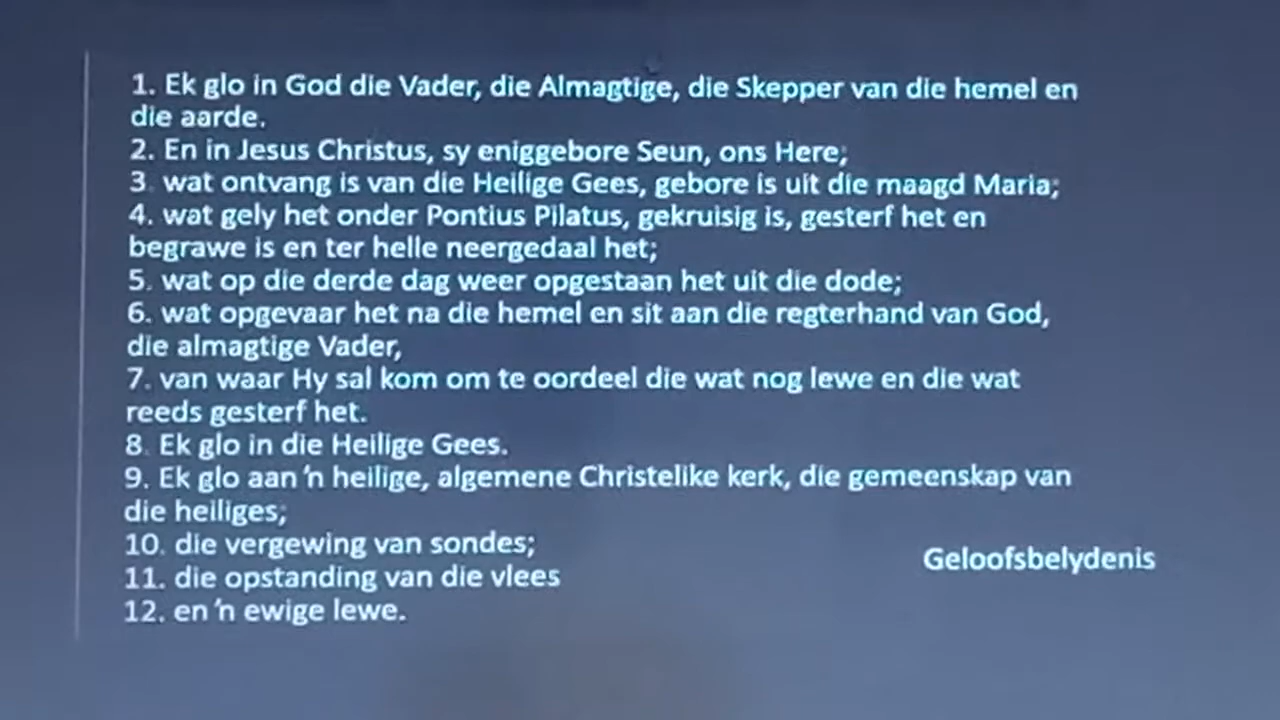 1. Ek glo in God die Vader, die Almagtige, die Skepper van die hemel en
die aarde.
2. En in Jesus Christus, sy eniggebore Seun, ons Here;
3. wat ontvang is van die Heilige Gees, gebore is uit die maagd Maria;
4. wat gely het onder Pontius Pilatus, gekruisig is, gesterf het en
begrawe is en ter helle neergedaal het;
5. wat op die derde dag weer opgestaan het uit die dode;
6. wat opgevaar het na die hemel en sit aan die regterhand van God,
die almagtige Vader,
7. van waar Hy sal kom om te oordeel die wat nog lewe en die wat
reeds gesterf het.
8. Ek glo in die Heilige Gees.
9. Ek glo aan 'n heilige, algemene Christelike kerk, die gemeenskap van
die heiliges;
10. die vergewing van sondes;
11. die opstanding van die vlees
12. en 'n ewige lewe.
Geloofsbelydenis